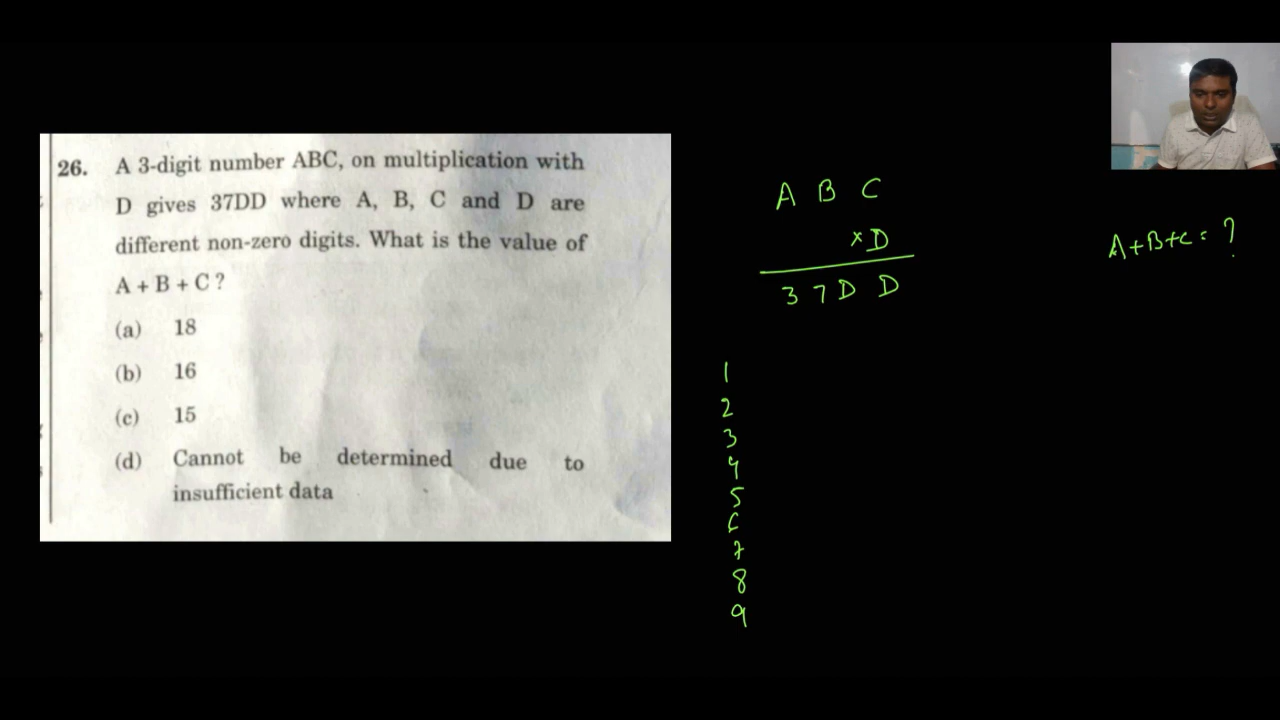 26. A 3-digit number ABC, on multiplication with
D gives 37DD where A, B, C and D are
different non-zero digits. What is the value of
A + B + C ?
(a) 18
(b) 16
(c) 15
(d) Cannot be determined due to
insufficient data
A B C
×D
3 7 D D
A+B+C = ?
1
2
3
4
5
6
7
8
9